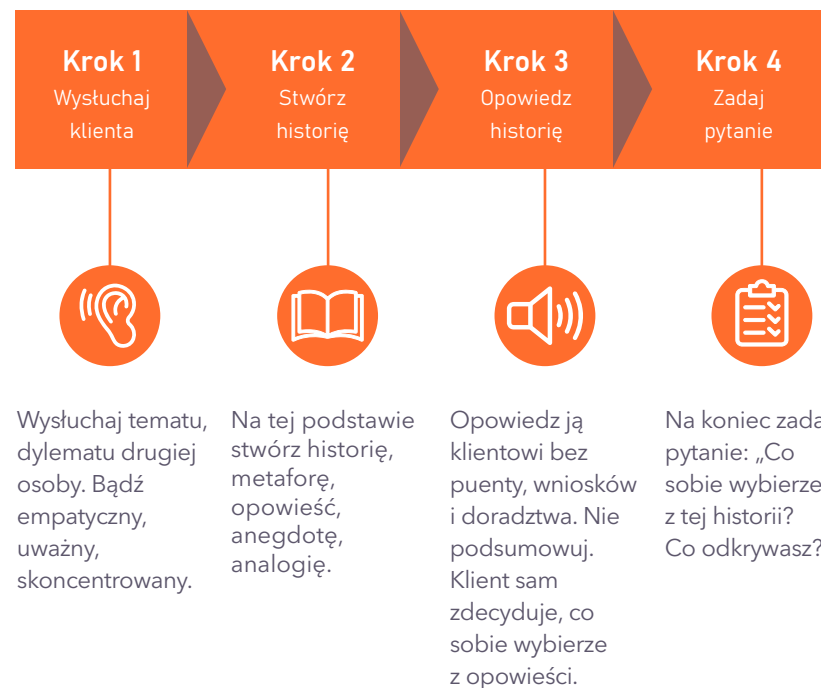 Krok 1
Wysłuchaj
klienta
Krok 2
Stwórz
historię
Krok 3
Opowiedz
historię
Krok 4
Zadaj
pytanie
Wysłuchaj tematu,
dylematu drugiej
osoby. Bądź
empatyczny,
uważny,
skoncentrowany.
Na tej podstawie
stwórz historię,
metaforę,
opowieść,
anegdotę,
analogię.
Opowiedz ją
klientowi bez
puenty, wniosków
i doradztwa. Nie
podsumowuj.
Klient sam
zdecyduje, co
sobie wybierze
z opowieści.
Na koniec
pytanie: „Co
sobie
z tej historii?
Co odkrywasz?